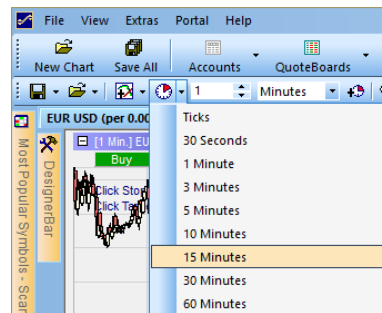 File View Extras Portal Help
New Chart Save All Accounts QuoteBoards
1 Minutes
EUR USD (per 0.00
[1 Min.] EU
Buy
Click Sto
Click Ta
Most Popular Symbols - Scar
DesignerBar
Ticks
30 Seconds
1 Minute
3 Minutes
5 Minutes
10 Minutes
15 Minutes
30 Minutes
60 Minutes